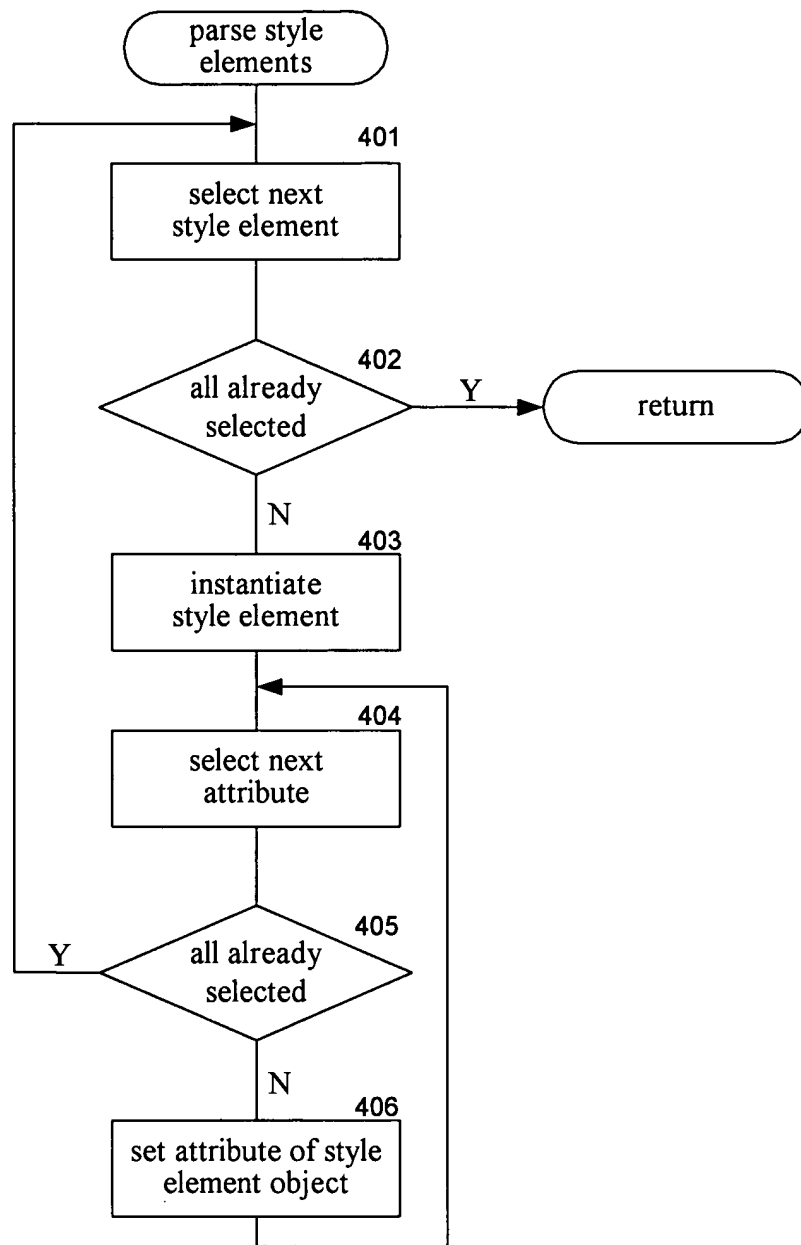 parse style
elements
401
select next
style element
402
all already
selected
Y
return
N
403
instantiate
style element
404
select next
attribute
405
Y
all already
selected
N
406
set attribute of style
element object